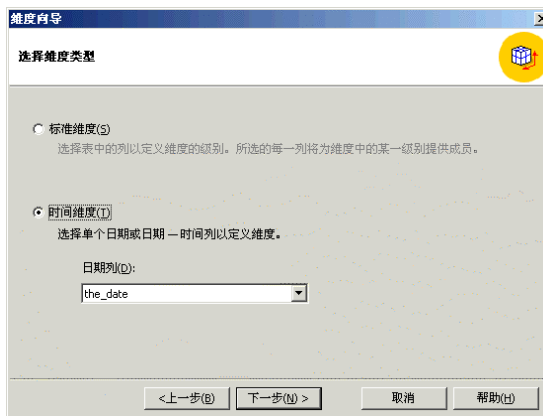 维度向导
选择维度类型
标准维度(S)
选择表中的列以定义维度的级别。所选的每一列将为维度中的某一级别提供成员。
时间维度(T)
选择单个日期或日期 — 时间列以定义维度。
日期列(D):
the_date
<上一步(B) 下一步(N) > 取消 帮助(H)